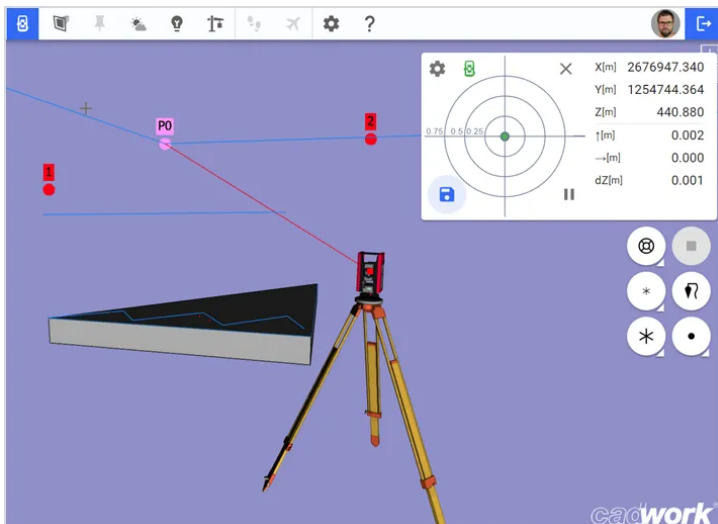 ?
X[m] 2676947.340
Y[m] 1254744.364
Z[m] 440.880
↑[m] 0.002
→[m] 0.000
dZ[m] 0.001
0.75 0.5 0.25
P0
2
1
cadwork